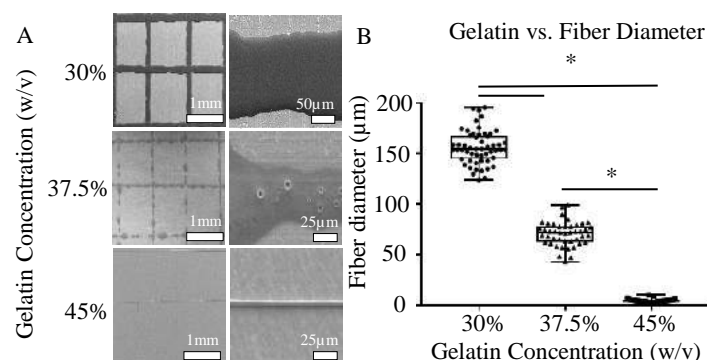 A
Gelatin Concentration (w/v)
30%
1mm
50µm
37.5%
1mm
25µm
45%
1mm
25µm
B
Gelatin vs. Fiber Diameter
*
*
Fiber diameter (µm)
200
150
100
50
0
30%
37.5%
45%
Gelatin Concentration (w/v)